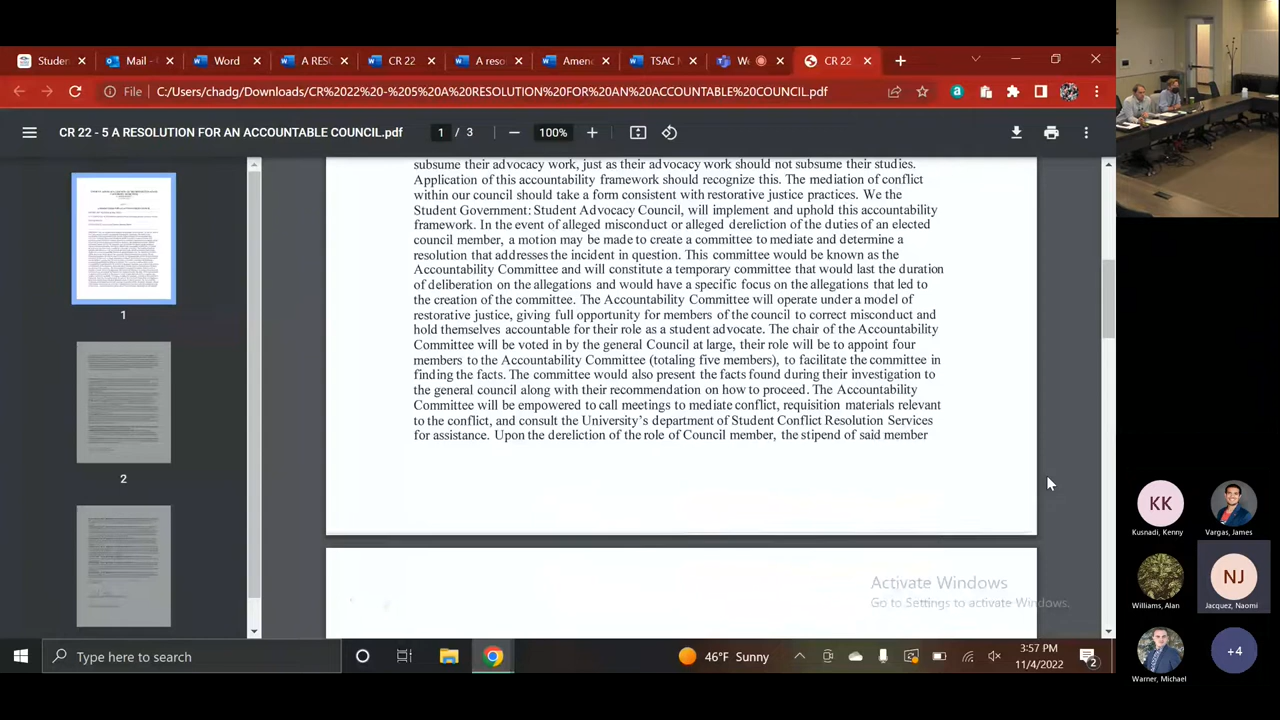 Studen
Mail -
Word
A RESO
CR 22
A reso
Amend
TSAC M
We
CR 22
File
C:/Users/chadg/Downloads/CR%2022%20-%205%20A%20RESOLUTION%20FOR%20AN%20ACCOUNTABLE%20COUNCIL.pdf
CR 22 - 5 A RESOLUTION FOR AN ACCOUNTABLE COUNCIL.pdf
1 / 3
100%
subsume their advocacy work, just as their advocacy work should not subsume their studies.
Application of this accountability framework should recognize this. The mediation of conflict
within our council should take a form consistent with restorative justice practices. We the
Student Government: Student Advocacy Council, will implement and uphold this accountability
framework. In the event of alleged misconduct or alleged dereliction of the duties of an elected
council member, a motion may be made to create a committee to mediate and determine a
resolution that addresses the incident in question. This committee would be known as the
Accountability Committee and will constitute a temporary committee that would last the duration
of deliberation on the allegations and would have a specific focus on the allegations that led to
the creation of the committee. The Accountability Committee will operate under a model of
restorative justice, giving full opportunity for members of the council to correct misconduct and
hold themselves accountable for their role as a student advocate. The chair of the Accountability
Committee will be voted in by the general Council at large, their role will be to appoint four
members to the Accountability Committee (totaling five members), to facilitate the committee in
finding the facts. The committee would also present the facts found during their investigation to
the general council along with their recommendation on how to proceed. The Accountability
Committee will be empowered to call meetings to mediate conflict, requisition materials relevant
to the conflict, and consult the University's department of Student Conflict Resolution Services
for assistance. Upon the dereliction of the role of Council member, the stipend of said member
1
2
Activate Windows
Go to Settings to activate Windows.
KK
Kusnadi, Kenny
Vargas, James
Williams, Alan
NJ
Jacquez, Naomi
Warner, Michael
+4
Type here to search
46°F Sunny
3:57 PM
11/4/2022
2